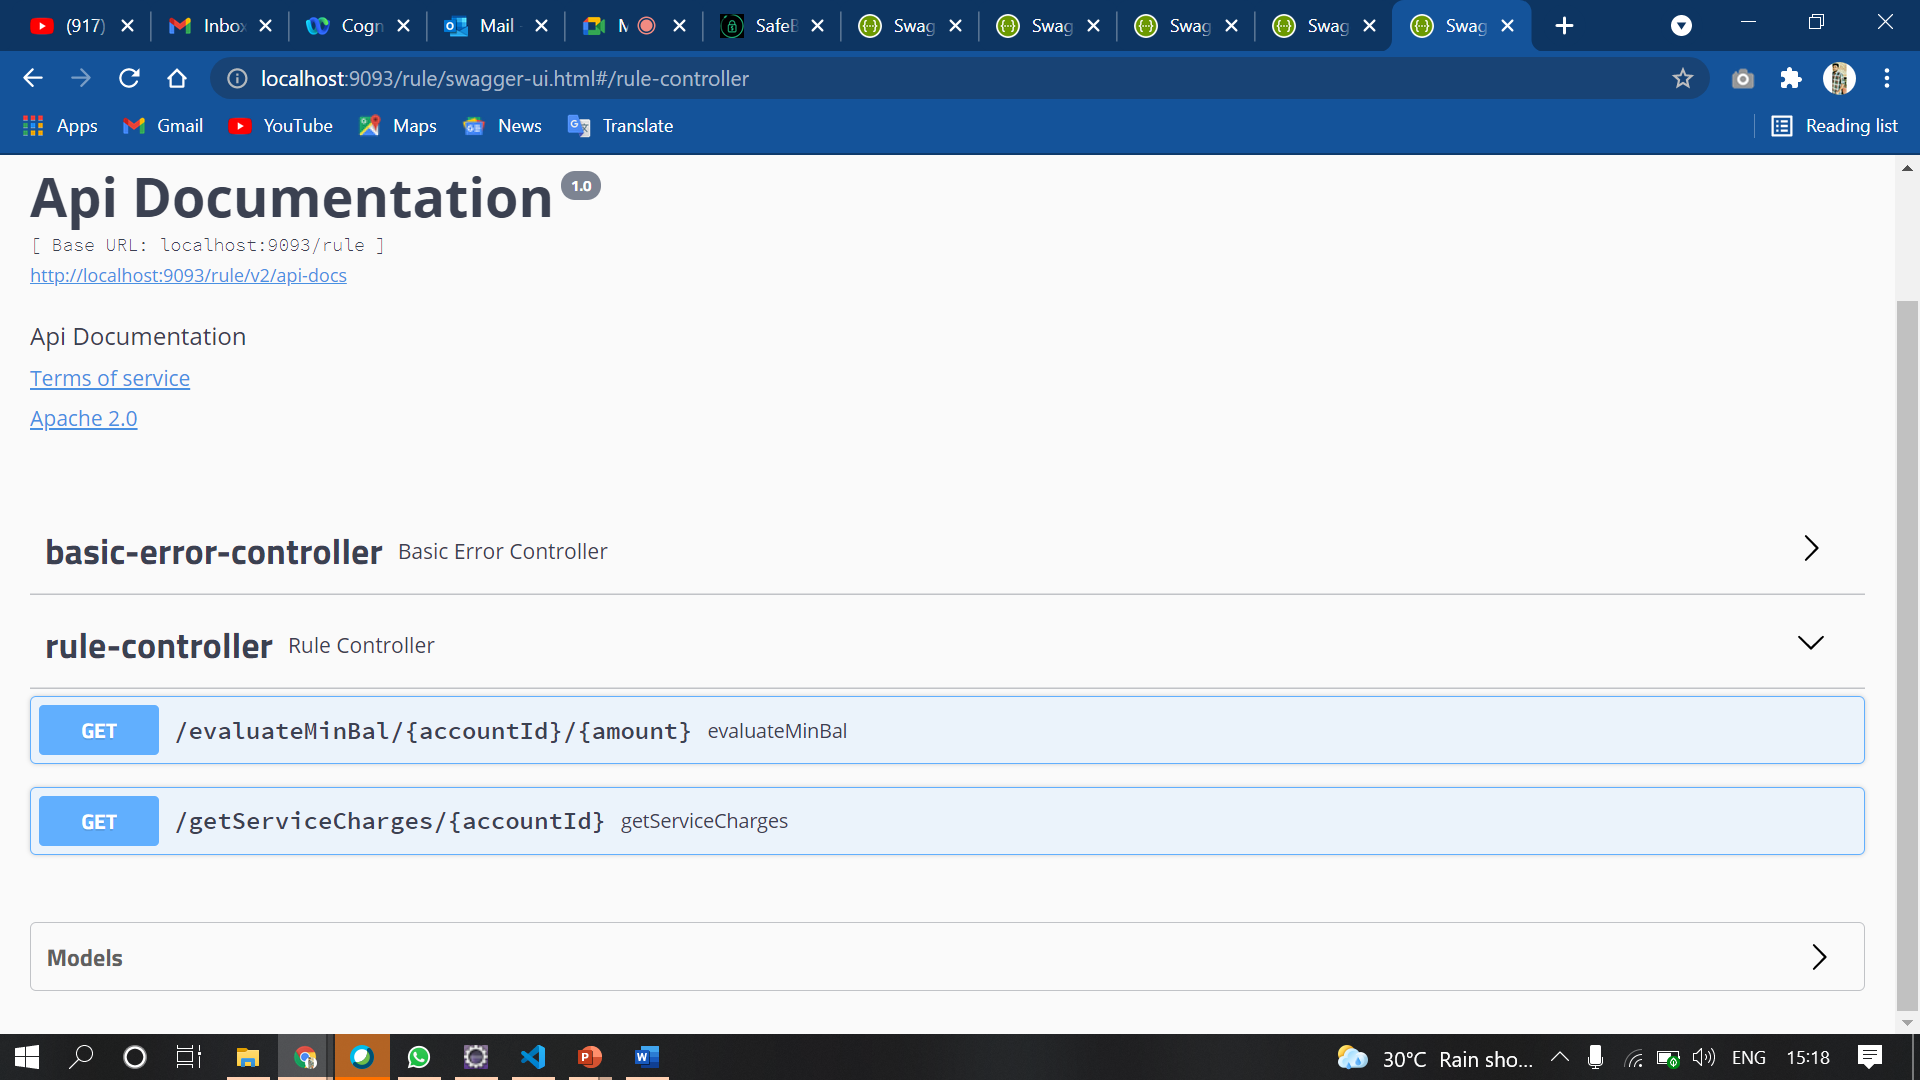 (917)
Inbo
Cogn
Mail
M
SafeB
Swag
Swag
Swag
Swag
Swag
localhost:9093/rule/swagger-ui.html#/rule-controller
Apps
Gmail
YouTube
Maps
News
Translate
Reading list
Api Documentation 1.0
[ Base URL: localhost:9093/rule ]
http://localhost:9093/rule/v2/api-docs
Api Documentation
Terms of service
Apache 2.0
basic-error-controller Basic Error Controller
rule-controller Rule Controller
GET /evaluateMinBal/{accountId}/{amount} evaluateMinBal
GET /getServiceCharges/{accountId} getServiceCharges
Models
30°C Rain sho... ENG 15:18